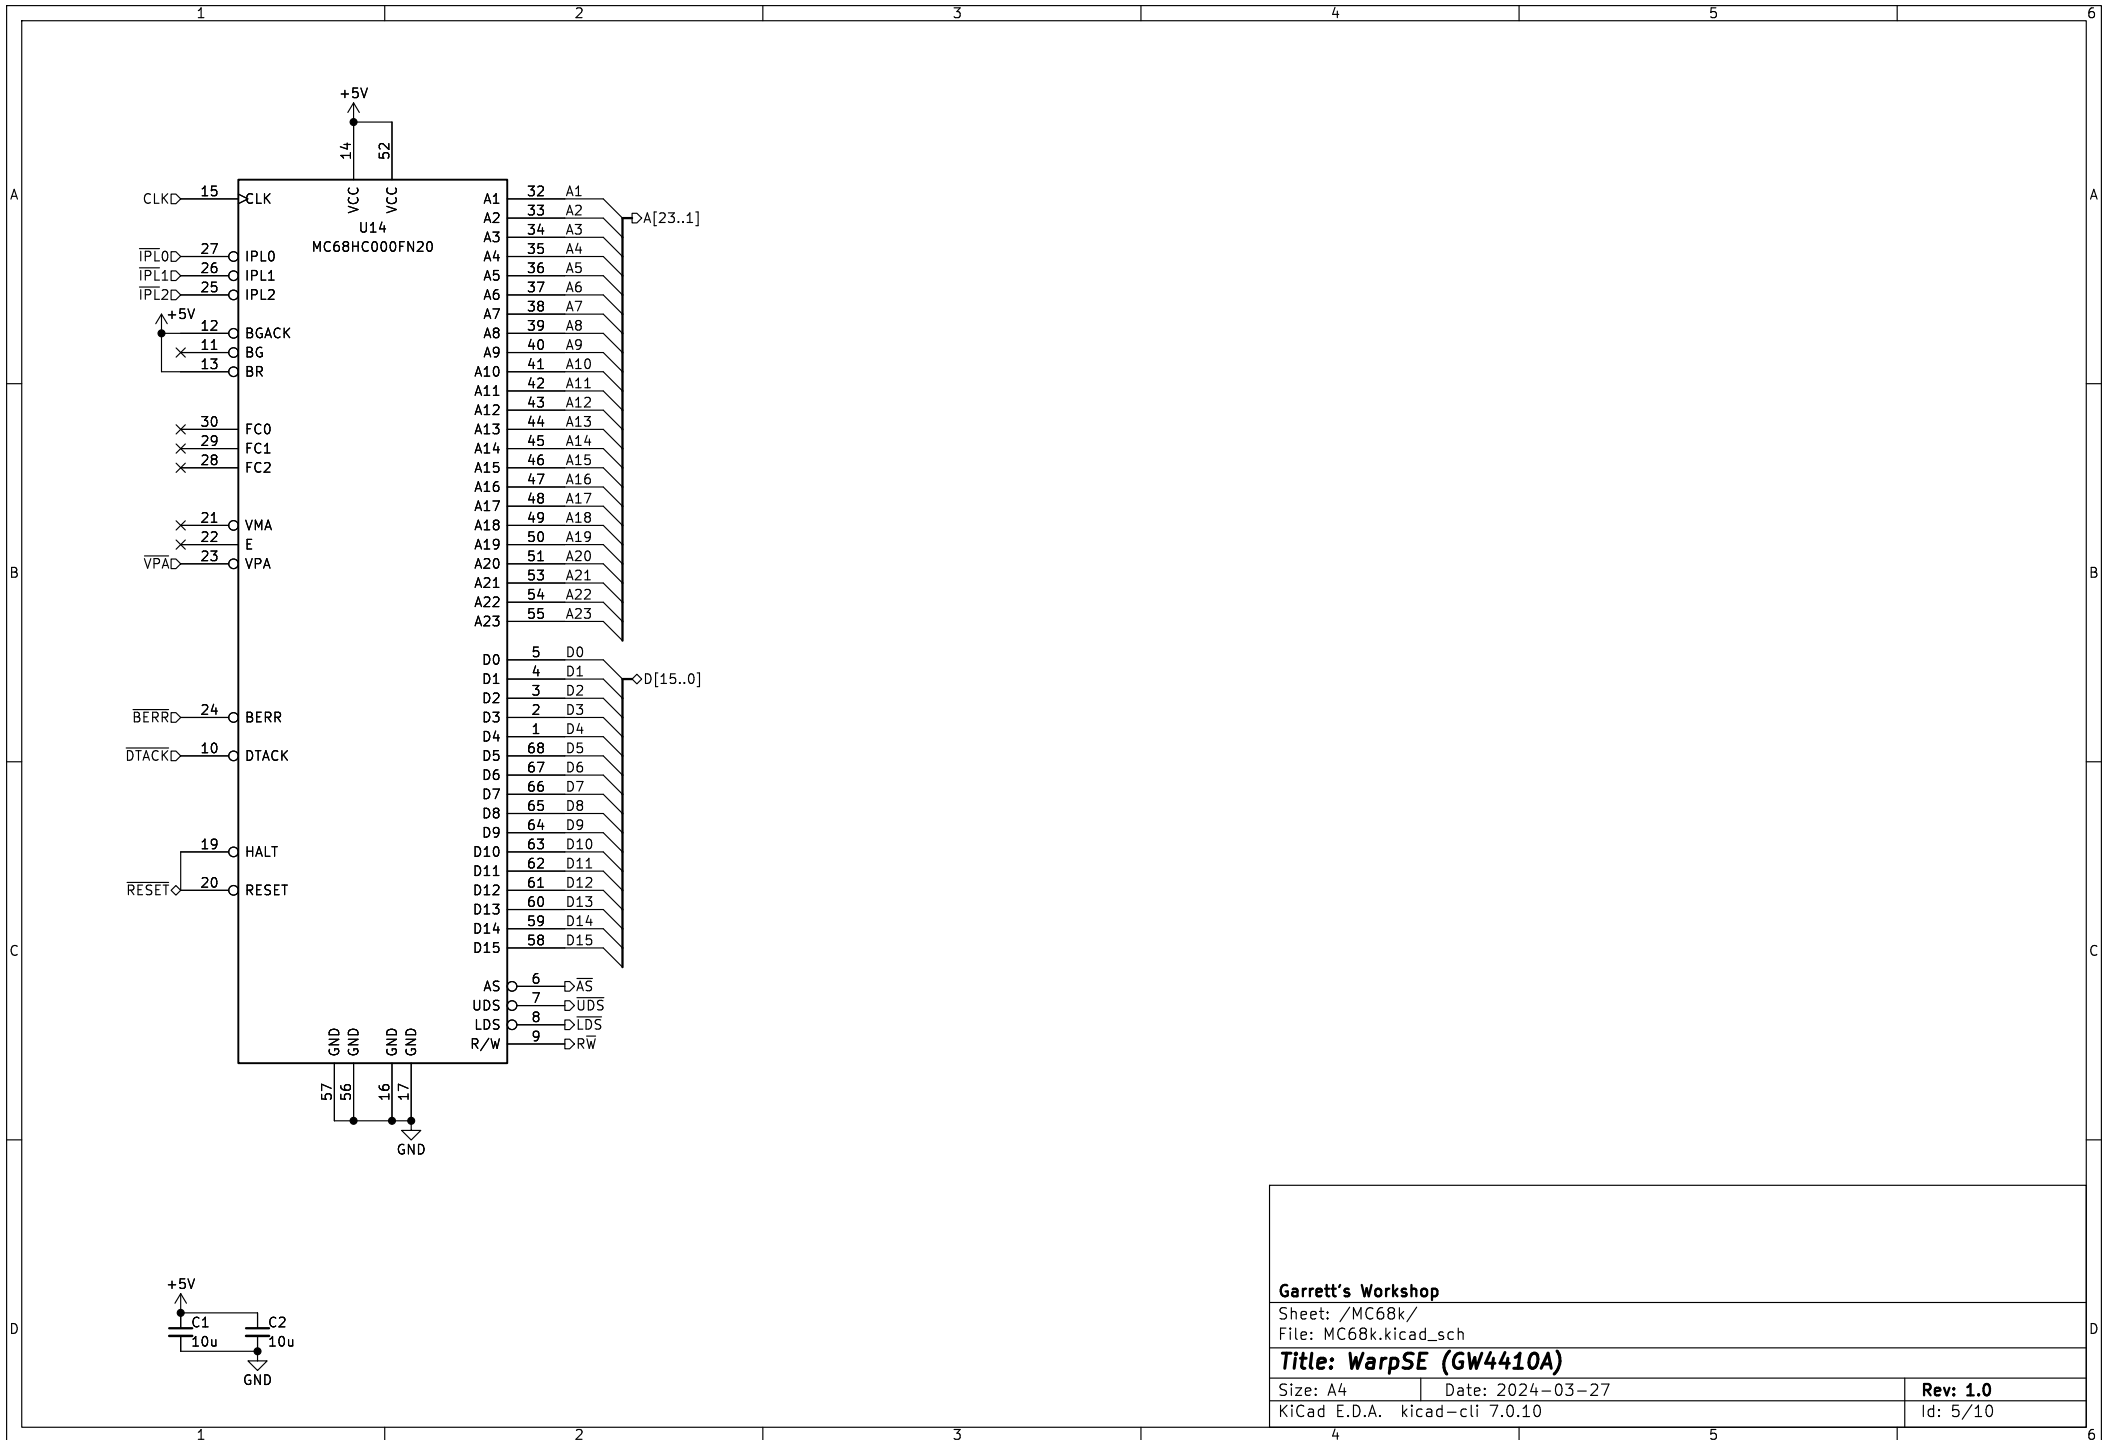 1 2 3 4 5 6
A A
B B
C C
D D
+5V
14 52
VCC VCC
U14
MC68HC000FN20
CLK 15 CLK
IPL0 27 IPL0
IPL1 26 IPL1
IPL2 25 IPL2
+5V
12 BGACK
11 BG
13 BR
30 FC0
29 FC1
28 FC2
21 VMA
22 E
VPA 23 VPA
BERR 24 BERR
DTACK 10 DTACK
19 HALT
RESET 20 RESET
A1 32 A1
A2 33 A2
A[23..1]
A3 34 A3
A4 35 A4
A5 36 A5
A6 37 A6
A7 38 A7
A8 39 A8
A9 40 A9
A10 41 A10
A11 42 A11
A12 43 A12
A13 44 A13
A14 45 A14
A15 46 A15
A16 47 A16
A17 48 A17
A18 49 A18
A19 50 A19
A20 51 A20
A21 53 A21
A22 54 A22
A23 55 A23
D0 5 D0
D1 4 D1
D[15..0]
D2 3 D2
D3 2 D3
D4 1 D4
D5 68 D5
D6 67 D6
D7 66 D7
D8 65 D8
D9 64 D9
D10 63 D10
D11 62 D11
D12 61 D12
D13 60 D13
D14 59 D14
D15 58 D15
AS 6 AS
UDS 7 UDS
LDS 8 LDS
R/W 9 RW
GND GND GND GND
57 56 16 17
GND
+5V
C1 C2
10u 10u
GND
Garrett's Workshop
Sheet: /MC68k/
File: MC68k.kicad_sch
Title: WarpSE (GW4410A)
Size: A4 Date: 2024-03-27 Rev: 1.0
KiCad E.D.A. kicad-cli 7.0.10 Id: 5/10
1 2 3 4 5 6